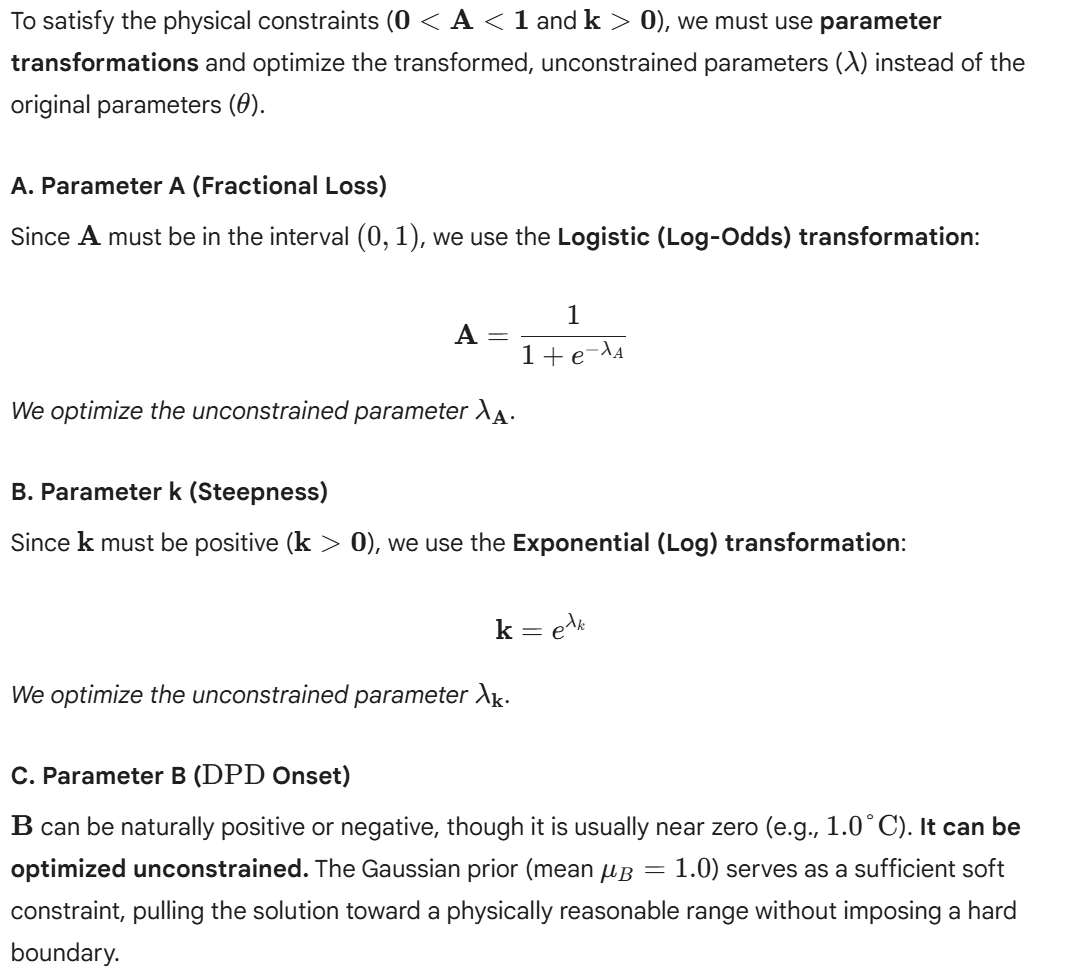 To satisfy the physical constraints (0 < A < 1 and k > 0), we must use parameter
transformations and optimize the transformed, unconstrained parameters (λ) instead of the
original parameters (θ).
A. Parameter A (Fractional Loss)
Since A must be in the interval (0, 1), we use the Logistic (Log-Odds) transformation:
A = 1 / (1 + e^{−λ_A})
We optimize the unconstrained parameter λ_A.
B. Parameter k (Steepness)
Since k must be positive (k > 0), we use the Exponential (Log) transformation:
k = e^{λ_k}
We optimize the unconstrained parameter λ_k.
C. Parameter B (DPD Onset)
B can be naturally positive or negative, though it is usually near zero (e.g., 1.0°C). It can be
optimized unconstrained. The Gaussian prior (mean μ_B = 1.0) serves as a sufficient soft
constraint, pulling the solution toward a physically reasonable range without imposing a hard
boundary.